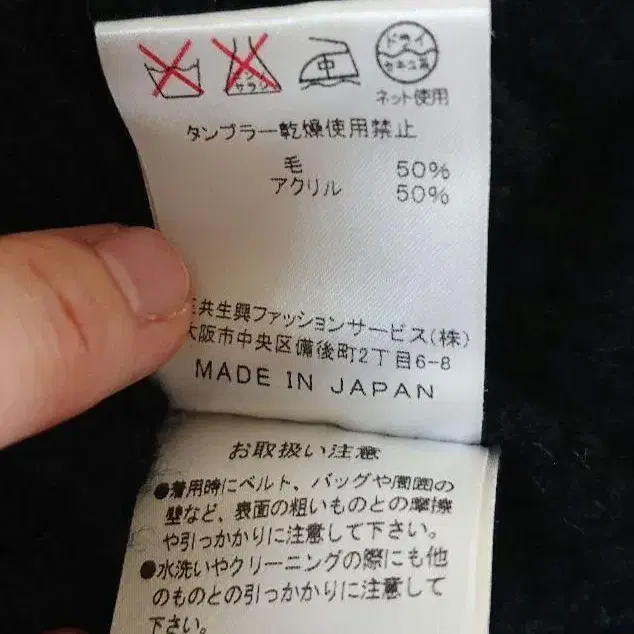 エンソ
サラシ
中
ドライ
セキユ系
ネット使用
タンブラー乾燥使用禁止
毛 50%
アクリル 50%
共生興ファッションサービス(株)
大阪市中央区備後町2丁目6-8
MADE IN JAPAN
お取扱い注意
●着用時にベルト、バッグや周囲の
壁など、表面の粗いものとの摩擦
や引っかかりに注意して下さい。
●水洗いやクリーニングの際にも他
のものとの引っかかりに注意して
下さい。